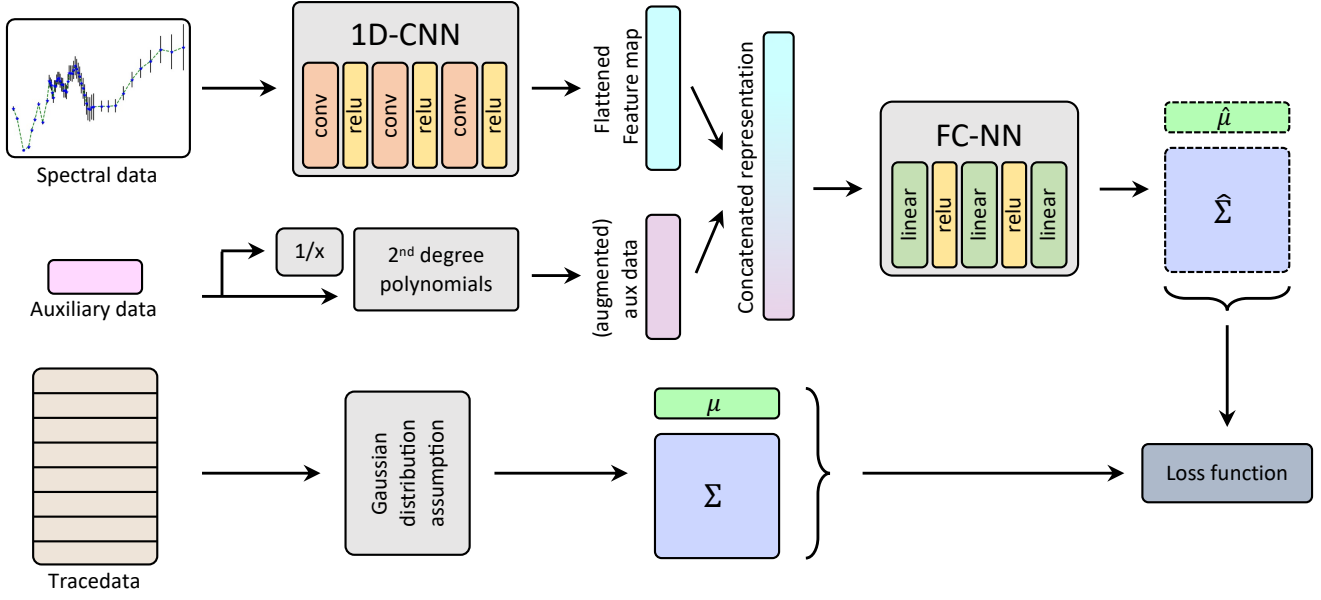 Spectral data
1D-CNN
conv
relu
conv
relu
conv
relu
Flattened
Feature map
Auxiliary data
1/x
2nd degree
polynomials
(augmented)
aux data
Concatenated representation
FC-NN
linear
relu
linear
relu
linear
μ̂
Σ̂
Tracedata
Gaussian
distribution
assumption
μ
Σ
Loss function